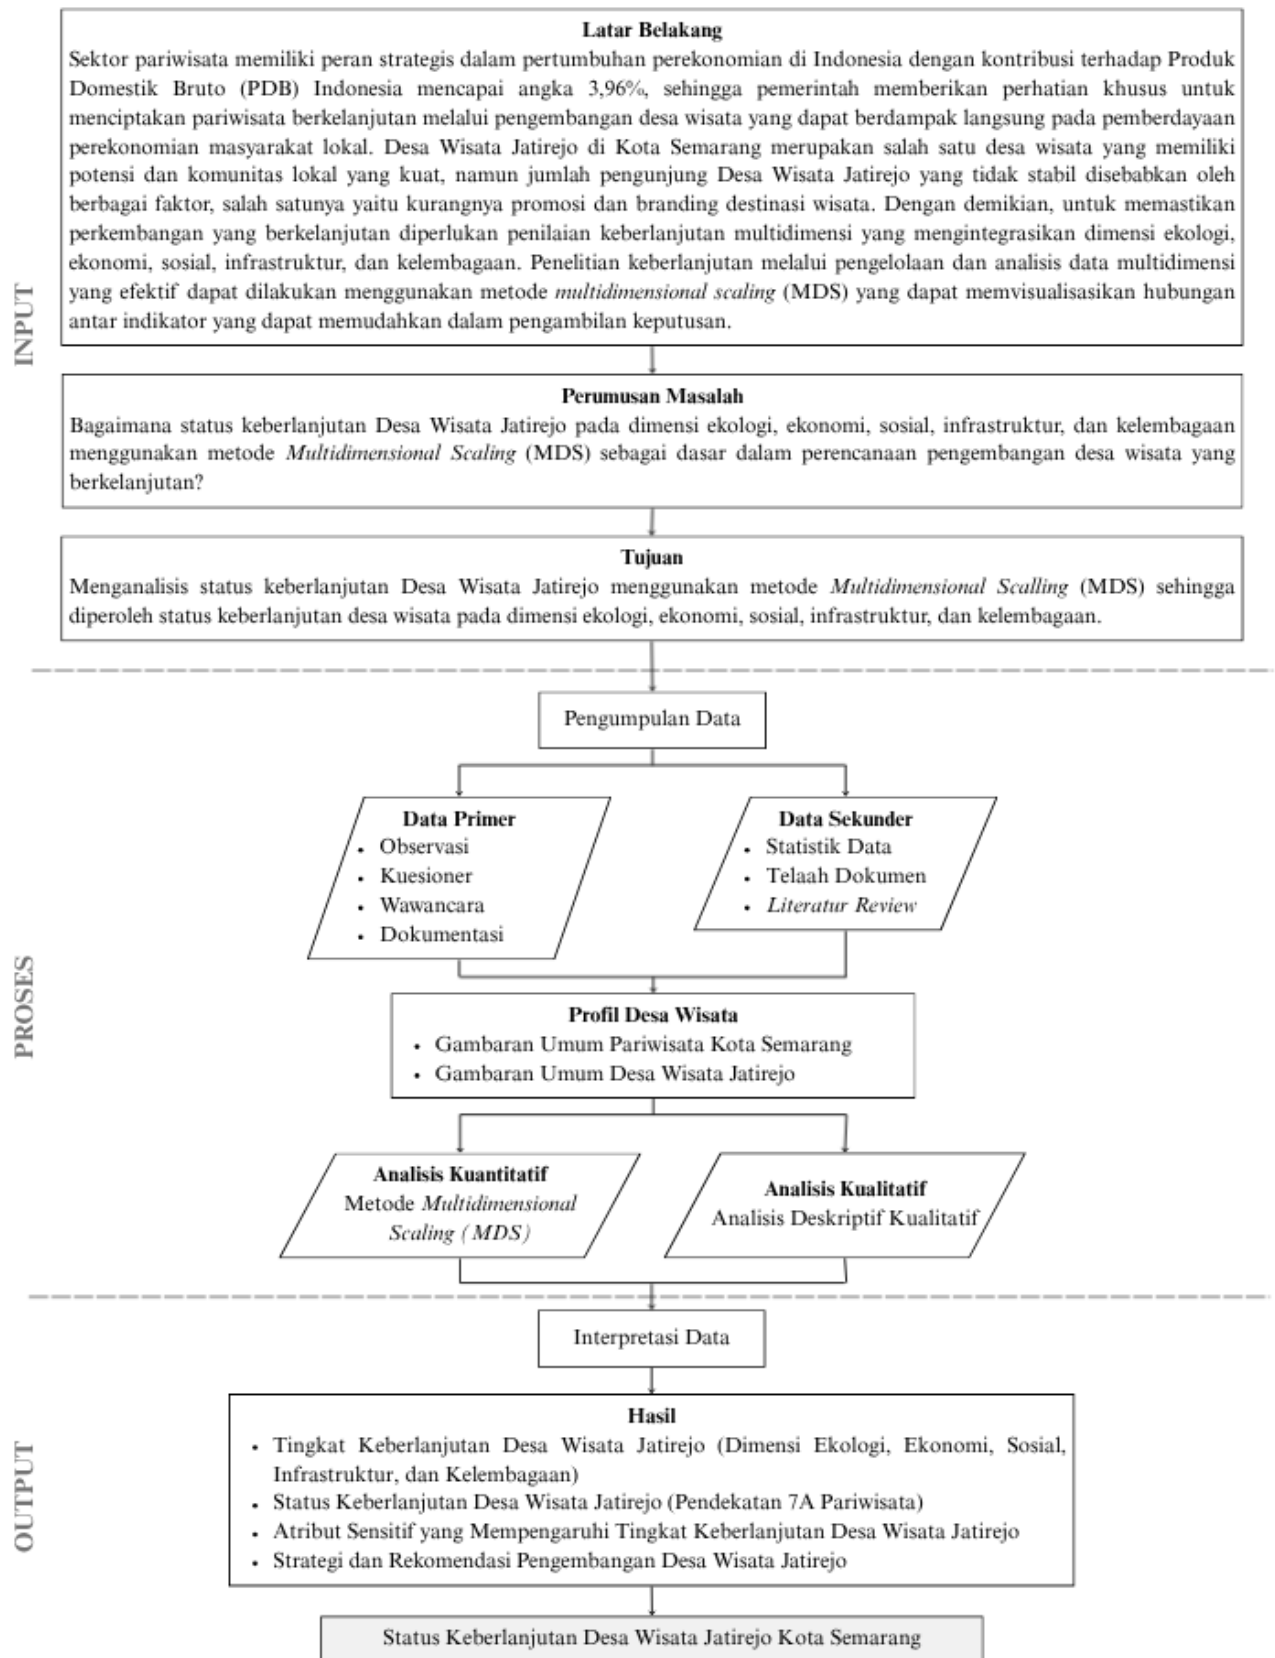 Latar Belakang
Sektor pariwisata memiliki peran strategis dalam pertumbuhan perekonomian di Indonesia dengan kontribusi terhadap Produk
Domestik Bruto (PDB) Indonesia mencapai angka 3,96%, sehingga pemerintah memberikan perhatian khusus untuk
menciptakan pariwisata berkelanjutan melalui pengembangan desa wisata yang dapat berdampak langsung pada pemberdayaan
perekonomian masyarakat lokal. Desa Wisata Jatirejo di Kota Semarang merupakan salah satu desa wisata yang memiliki
potensi dan komunitas lokal yang kuat, namun jumlah pengunjung Desa Wisata Jatirejo yang tidak stabil disebabkan oleh
berbagai faktor, salah satunya yaitu kurangnya promosi dan branding destinasi wisata. Dengan demikian, untuk memastikan
perkembangan yang berkelanjutan diperlukan penilaian keberlanjutan multidimensi yang mengintegrasikan dimensi ekologi,
ekonomi, sosial, infrastruktur, dan kelembagaan. Penelitian keberlanjutan melalui pengelolaan dan analisis data multidimensi
yang efektif dapat dilakukan menggunakan metode multidimensional scaling (MDS) yang dapat memvisualisasikan hubungan
antar indikator yang dapat memudahkan dalam pengambilan keputusan.
INPUT
Perumusan Masalah
Bagaimana status keberlanjutan Desa Wisata Jatirejo pada dimensi ekologi, ekonomi, sosial, infrastruktur, dan kelembagaan
menggunakan metode Multidimensional Scaling (MDS) sebagai dasar dalam perencanaan pengembangan desa wisata yang
berkelanjutan?
Tujuan
Menganalisis status keberlanjutan Desa Wisata Jatirejo menggunakan metode Multidimensional Scalling (MDS) sehingga
diperoleh status keberlanjutan desa wisata pada dimensi ekologi, ekonomi, sosial, infrastruktur, dan kelembagaan.
Pengumpulan Data
Data Primer
• Observasi
• Kuesioner
• Wawancara
• Dokumentasi
Data Sekunder
• Statistik Data
• Telaah Dokumen
• Literatur Review
PROSES
Profil Desa Wisata
• Gambaran Umum Pariwisata Kota Semarang
• Gambaran Umum Desa Wisata Jatirejo
Analisis Kuantitatif
Metode Multidimensional
Scaling ( MDS)
Analisis Kualitatif
Analisis Deskriptif Kualitatif
Interpretasi Data
OUTPUT
Hasil
• Tingkat Keberlanjutan Desa Wisata Jatirejo (Dimensi Ekologi, Ekonomi, Sosial,
Infrastruktur, dan Kelembagaan)
• Status Keberlanjutan Desa Wisata Jatirejo (Pendekatan 7A Pariwisata)
• Atribut Sensitif yang Mempengaruhi Tingkat Keberlanjutan Desa Wisata Jatirejo
• Strategi dan Rekomendasi Pengembangan Desa Wisata Jatirejo
Status Keberlanjutan Desa Wisata Jatirejo Kota Semarang